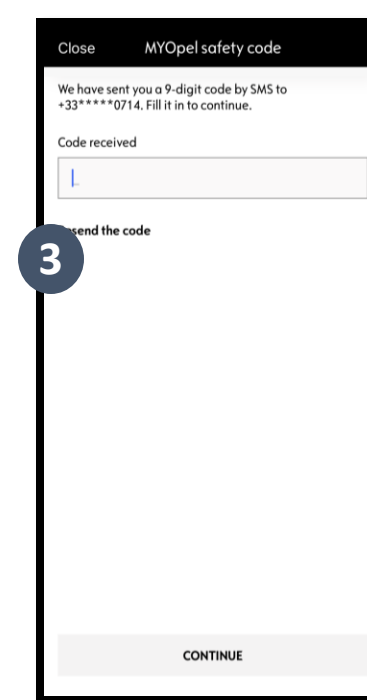 Close MYOpel safety code
We have sent you a 9-digit code by SMS to
+33*****0714. Fill it in to continue.
Code received
send the code
3
CONTINUE